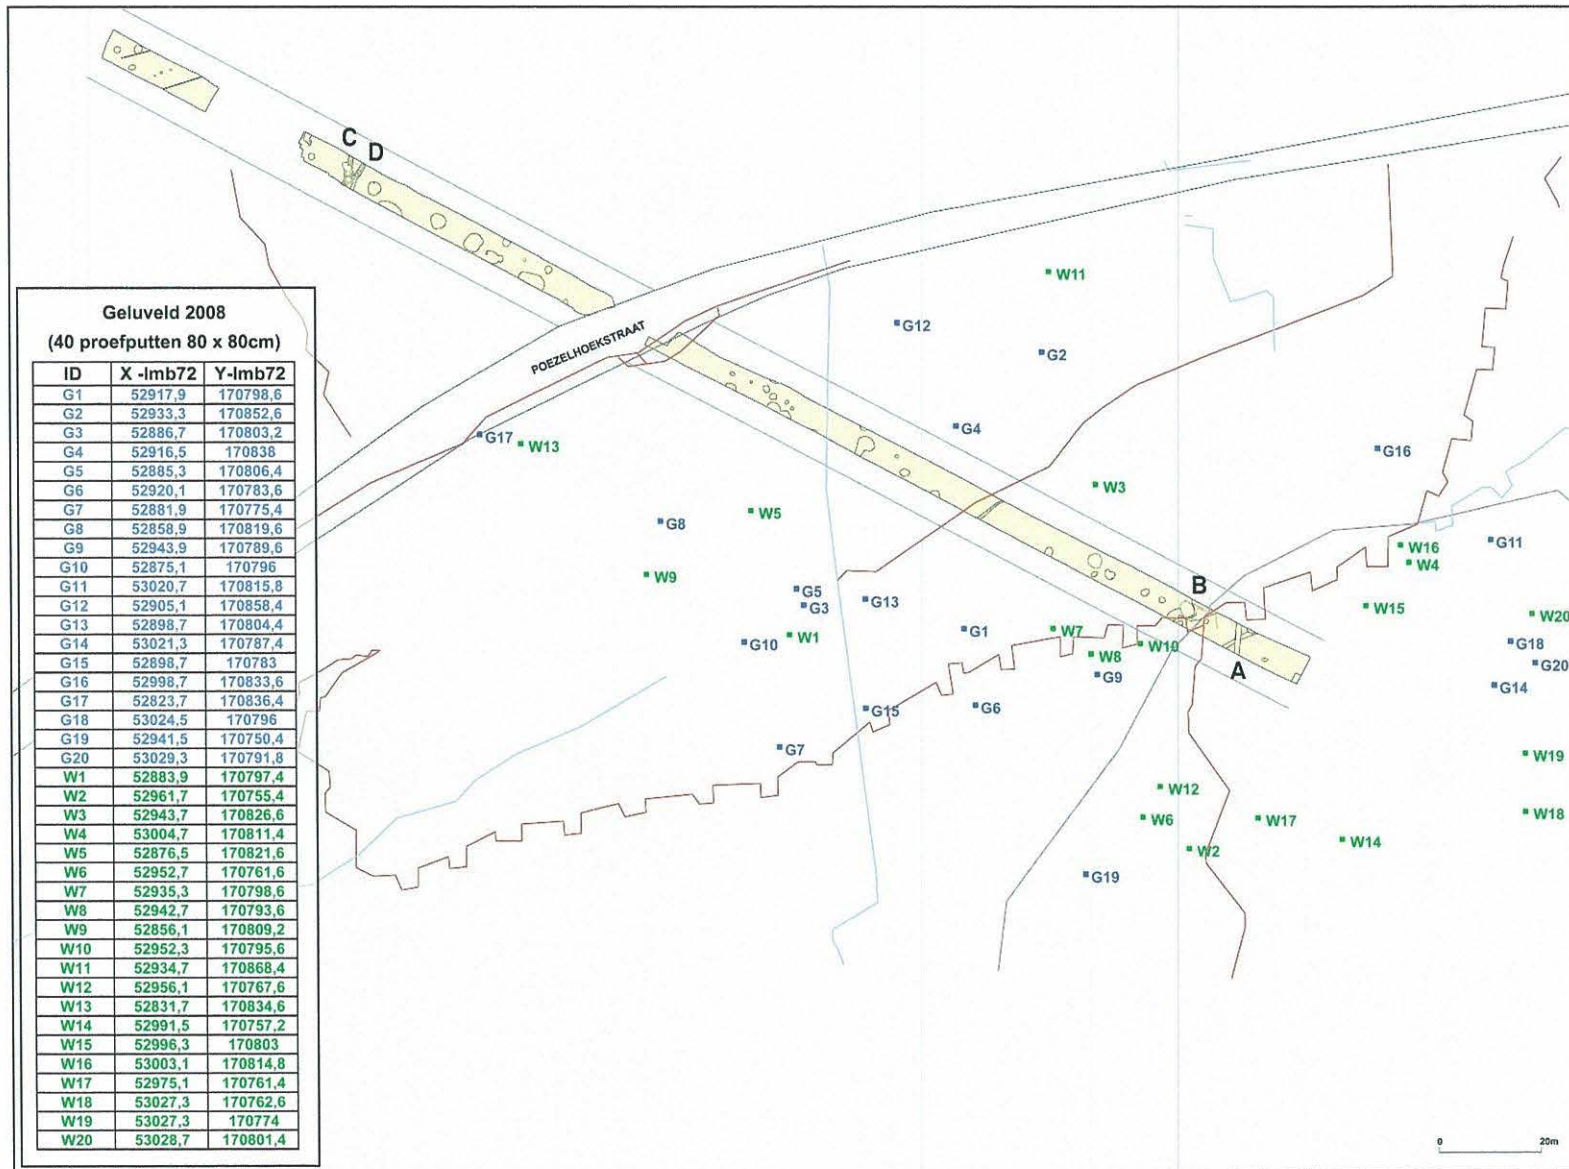 C
D
W11
G12
G2
Geluveld 2008
(40 proefputten 80 x 80cm)
ID X -lmb72 Y-lmb72
G1 52917,9 170798,6
G2 52933,3 170852,6
G3 52886,7 170803,2
G4 52916,5 170838
G5 52885,3 170806,4
G6 52920,1 170783,6
G7 52881,9 170775,4
G8 52858,9 170819,6
G9 52943,9 170789,6
G10 52875,1 170796
G11 53020,7 170815,8
G12 52905,1 170858,4
G13 52898,7 170804,4
G14 53021,3 170787,4
G15 52898,7 170783
G16 52998,7 170833,6
G17 52823,7 170836,4
G18 53024,5 170796
G19 52941,5 170750,4
G20 53029,3 170791,8
W1 52883,9 170797,4
W2 52961,7 170755,4
W3 52943,7 170826,6
W4 53004,7 170811,4
W5 52876,5 170821,6
W6 52952,7 170761,6
W7 52935,3 170798,6
W8 52942,7 170793,6
W9 52856,1 170809,2
W10 52952,3 170795,6
W11 52934,7 170868,4
W12 52956,1 170767,6
W13 52831,7 170834,6
W14 52991,5 170757,2
W15 52996,3 170803
W16 53003,1 170814,8
W17 52975,1 170761,4
W18 53027,3 170762,6
W19 53027,3 170774
W20 53028,7 170801,4
POEZELHOEKSTRAAT
G4
G17
W13
G16
W3
W5
G8
G11
W16
W4
W9
B
G5
G13
G3
W15
W20
G1
W7
W1
G10
W10
G18
W8
G20
A
G9
G14
G6
G15
G7
W19
W12
W6
W17
W18
W14
W2
G19
0 20m